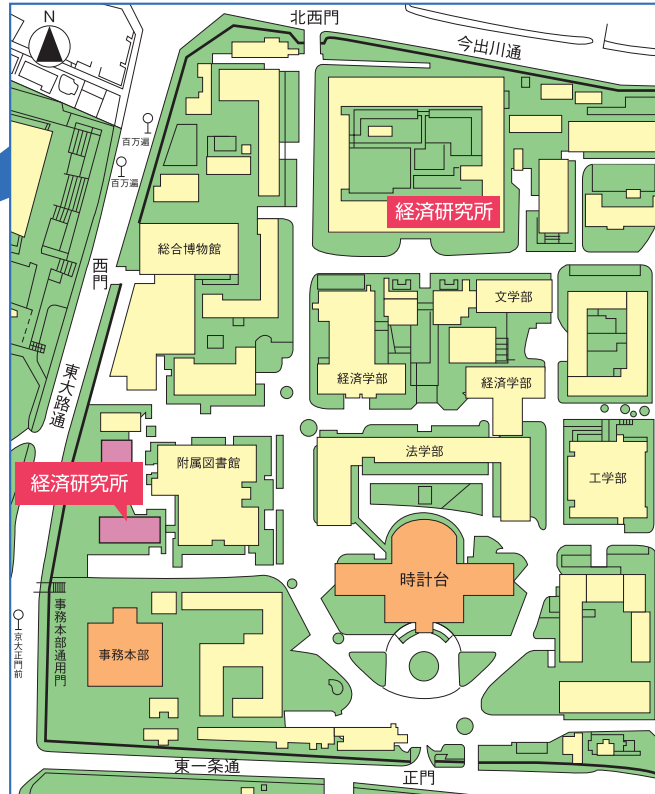 N
北西門
今出川通
百万遍
百万遍
経済研究所
総合博物館
西門
文学部
東大路通
経済学部
経済学部
法学部
附属図書館
工学部
経済研究所
時計台
事務本部通用門
京大正門前
事務本部
東一条通
正門